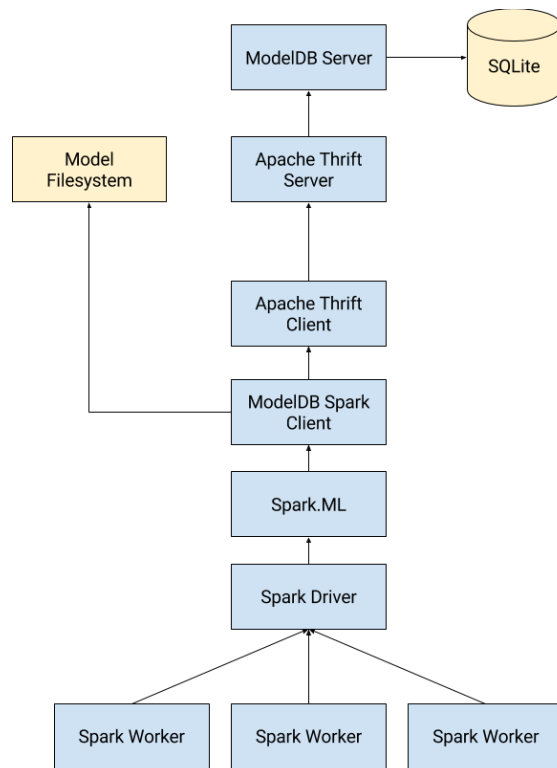 ModelDB Server
SQLite
Model
Filesystem
Apache Thrift
Server
Apache Thrift
Client
ModelDB Spark
Client
Spark.ML
Spark Driver
Spark Worker
Spark Worker
Spark Worker